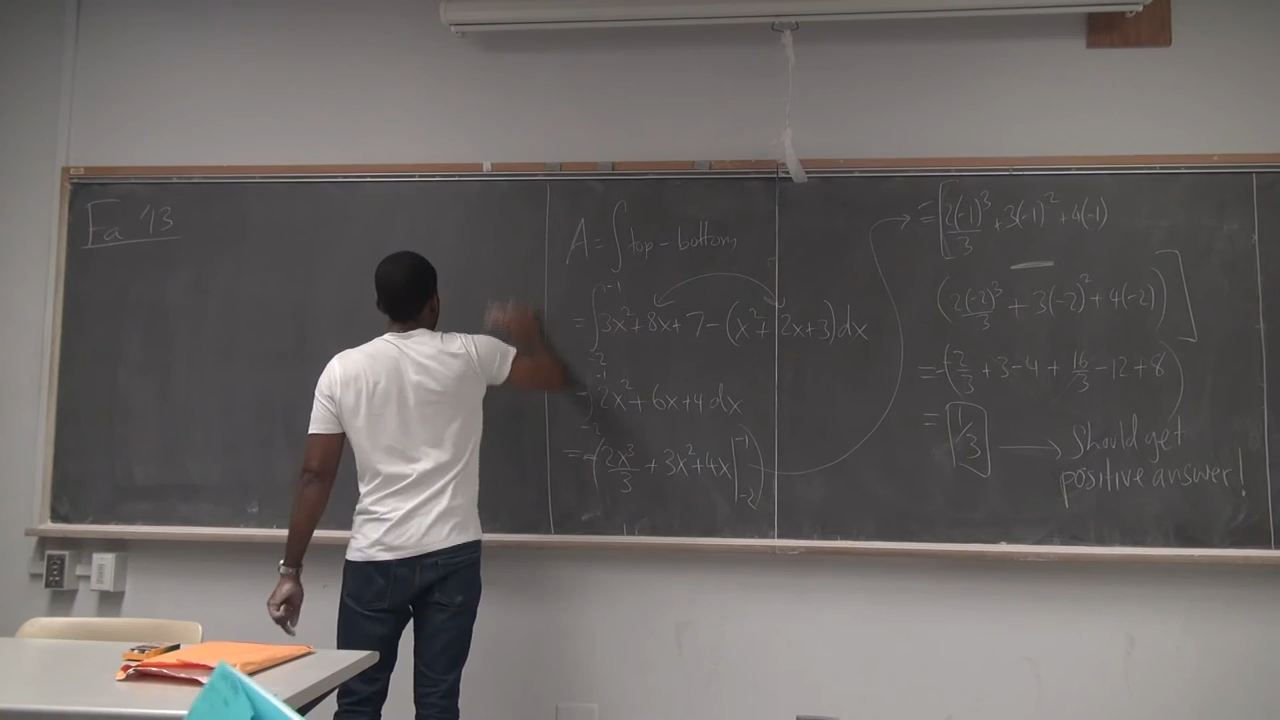 Fa '13
A = ∫ top - bottom
= ∫_{-2}^{-1} 3x² + 8x + 7 - (x² + 2x + 3) dx
= ∫_{-2}^{-1} 2x² + 6x + 4 dx
= (2x³/3 + 3x² + 4x |_{-2}^{-1})
= [2(-1)³/3 + 3(-1)² + 4(-1)
—
(2(-2)³/3 + 3(-2)² + 4(-2))]
= (-2/3 + 3 - 4 + 16/3 - 12 + 8)
= 1/3 → Should get
positive answer!